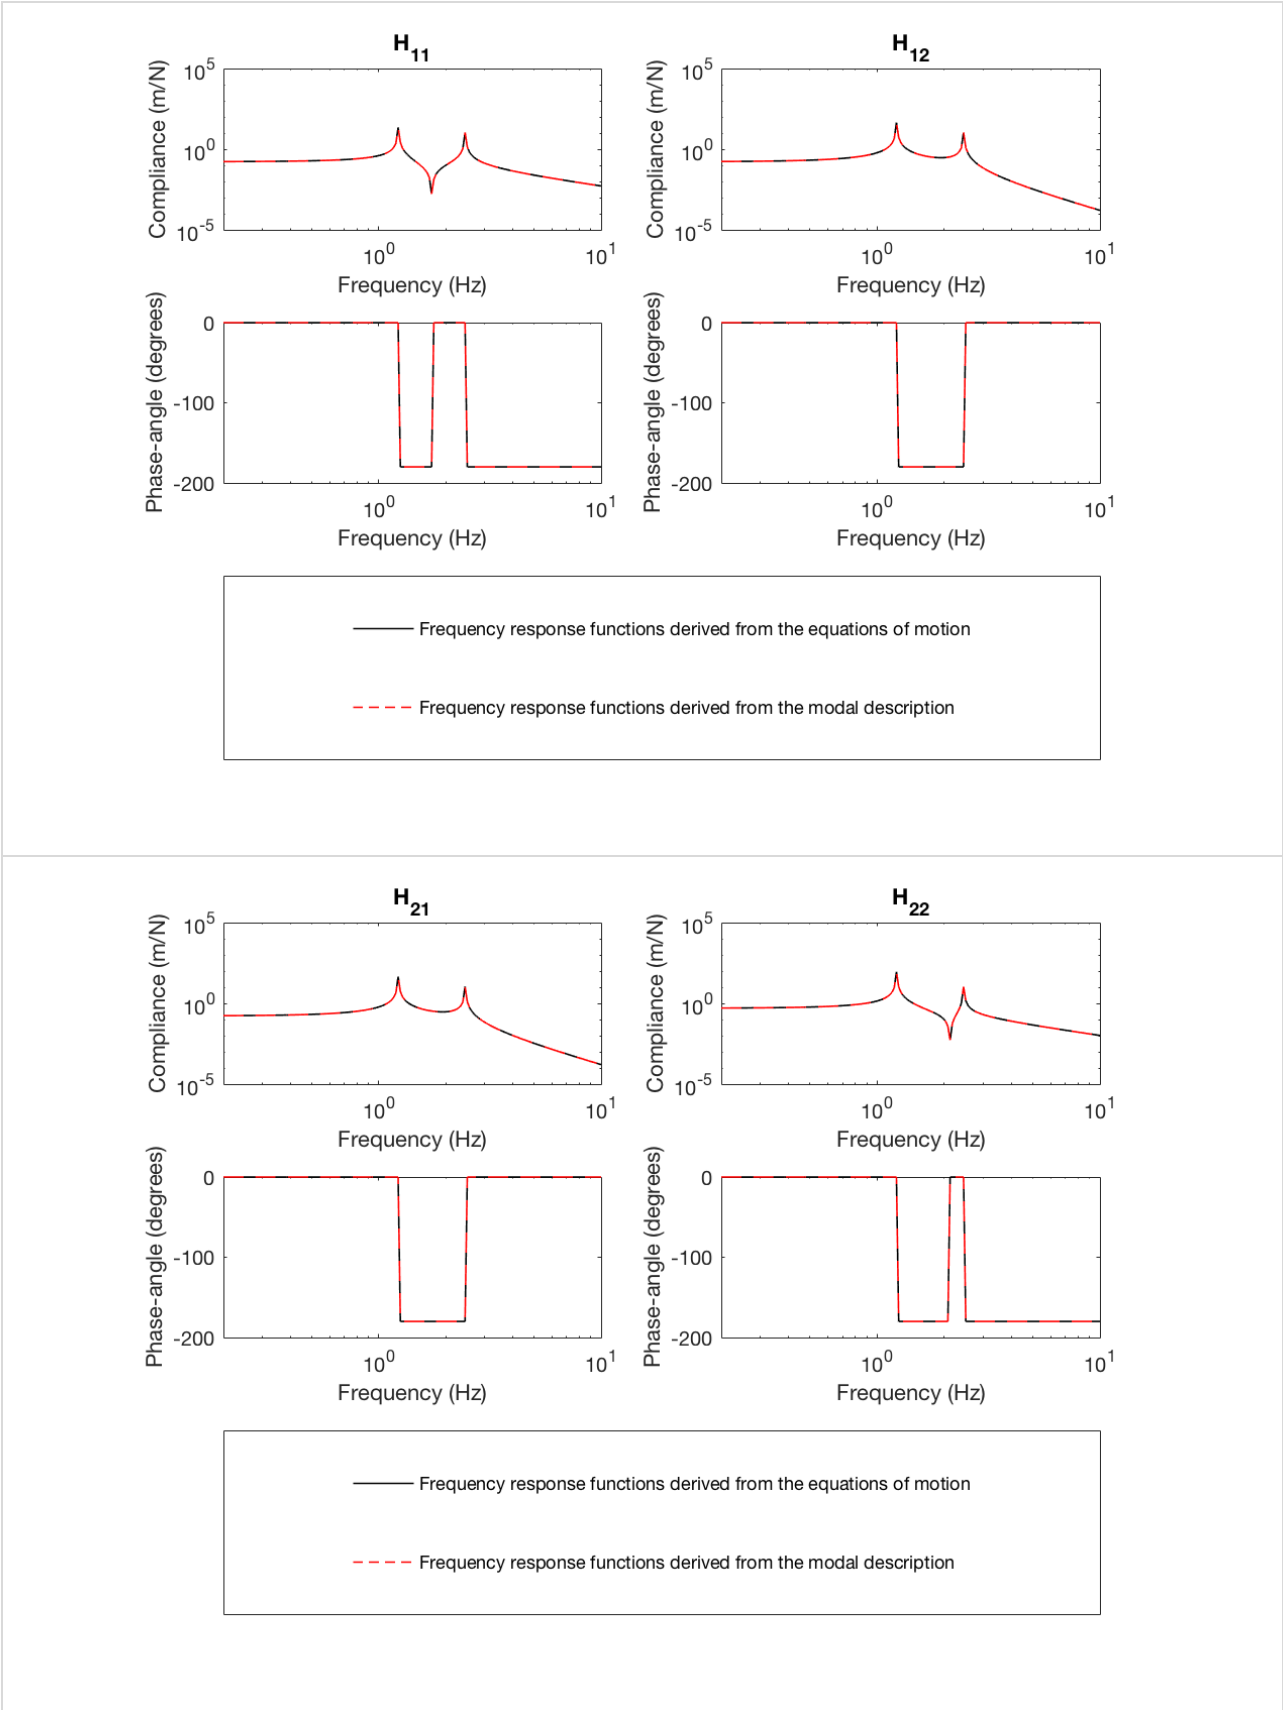 H11
Compliance (m/N)
10^5
10^0
10^-5
10^0
10^1
Frequency (Hz)
H12
Compliance (m/N)
10^5
10^0
10^-5
10^0
10^1
Frequency (Hz)
Phase-angle (degrees)
0
-100
-200
10^0
10^1
Frequency (Hz)
Phase-angle (degrees)
0
-100
-200
10^0
10^1
Frequency (Hz)
Frequency response functions derived from the equations of motion
Frequency response functions derived from the modal description
H21
Compliance (m/N)
10^5
10^0
10^-5
10^0
10^1
Frequency (Hz)
H22
Compliance (m/N)
10^5
10^0
10^-5
10^0
10^1
Frequency (Hz)
Phase-angle (degrees)
0
-100
-200
10^0
10^1
Frequency (Hz)
Phase-angle (degrees)
0
-100
-200
10^0
10^1
Frequency (Hz)
Frequency response functions derived from the equations of motion
Frequency response functions derived from the modal description